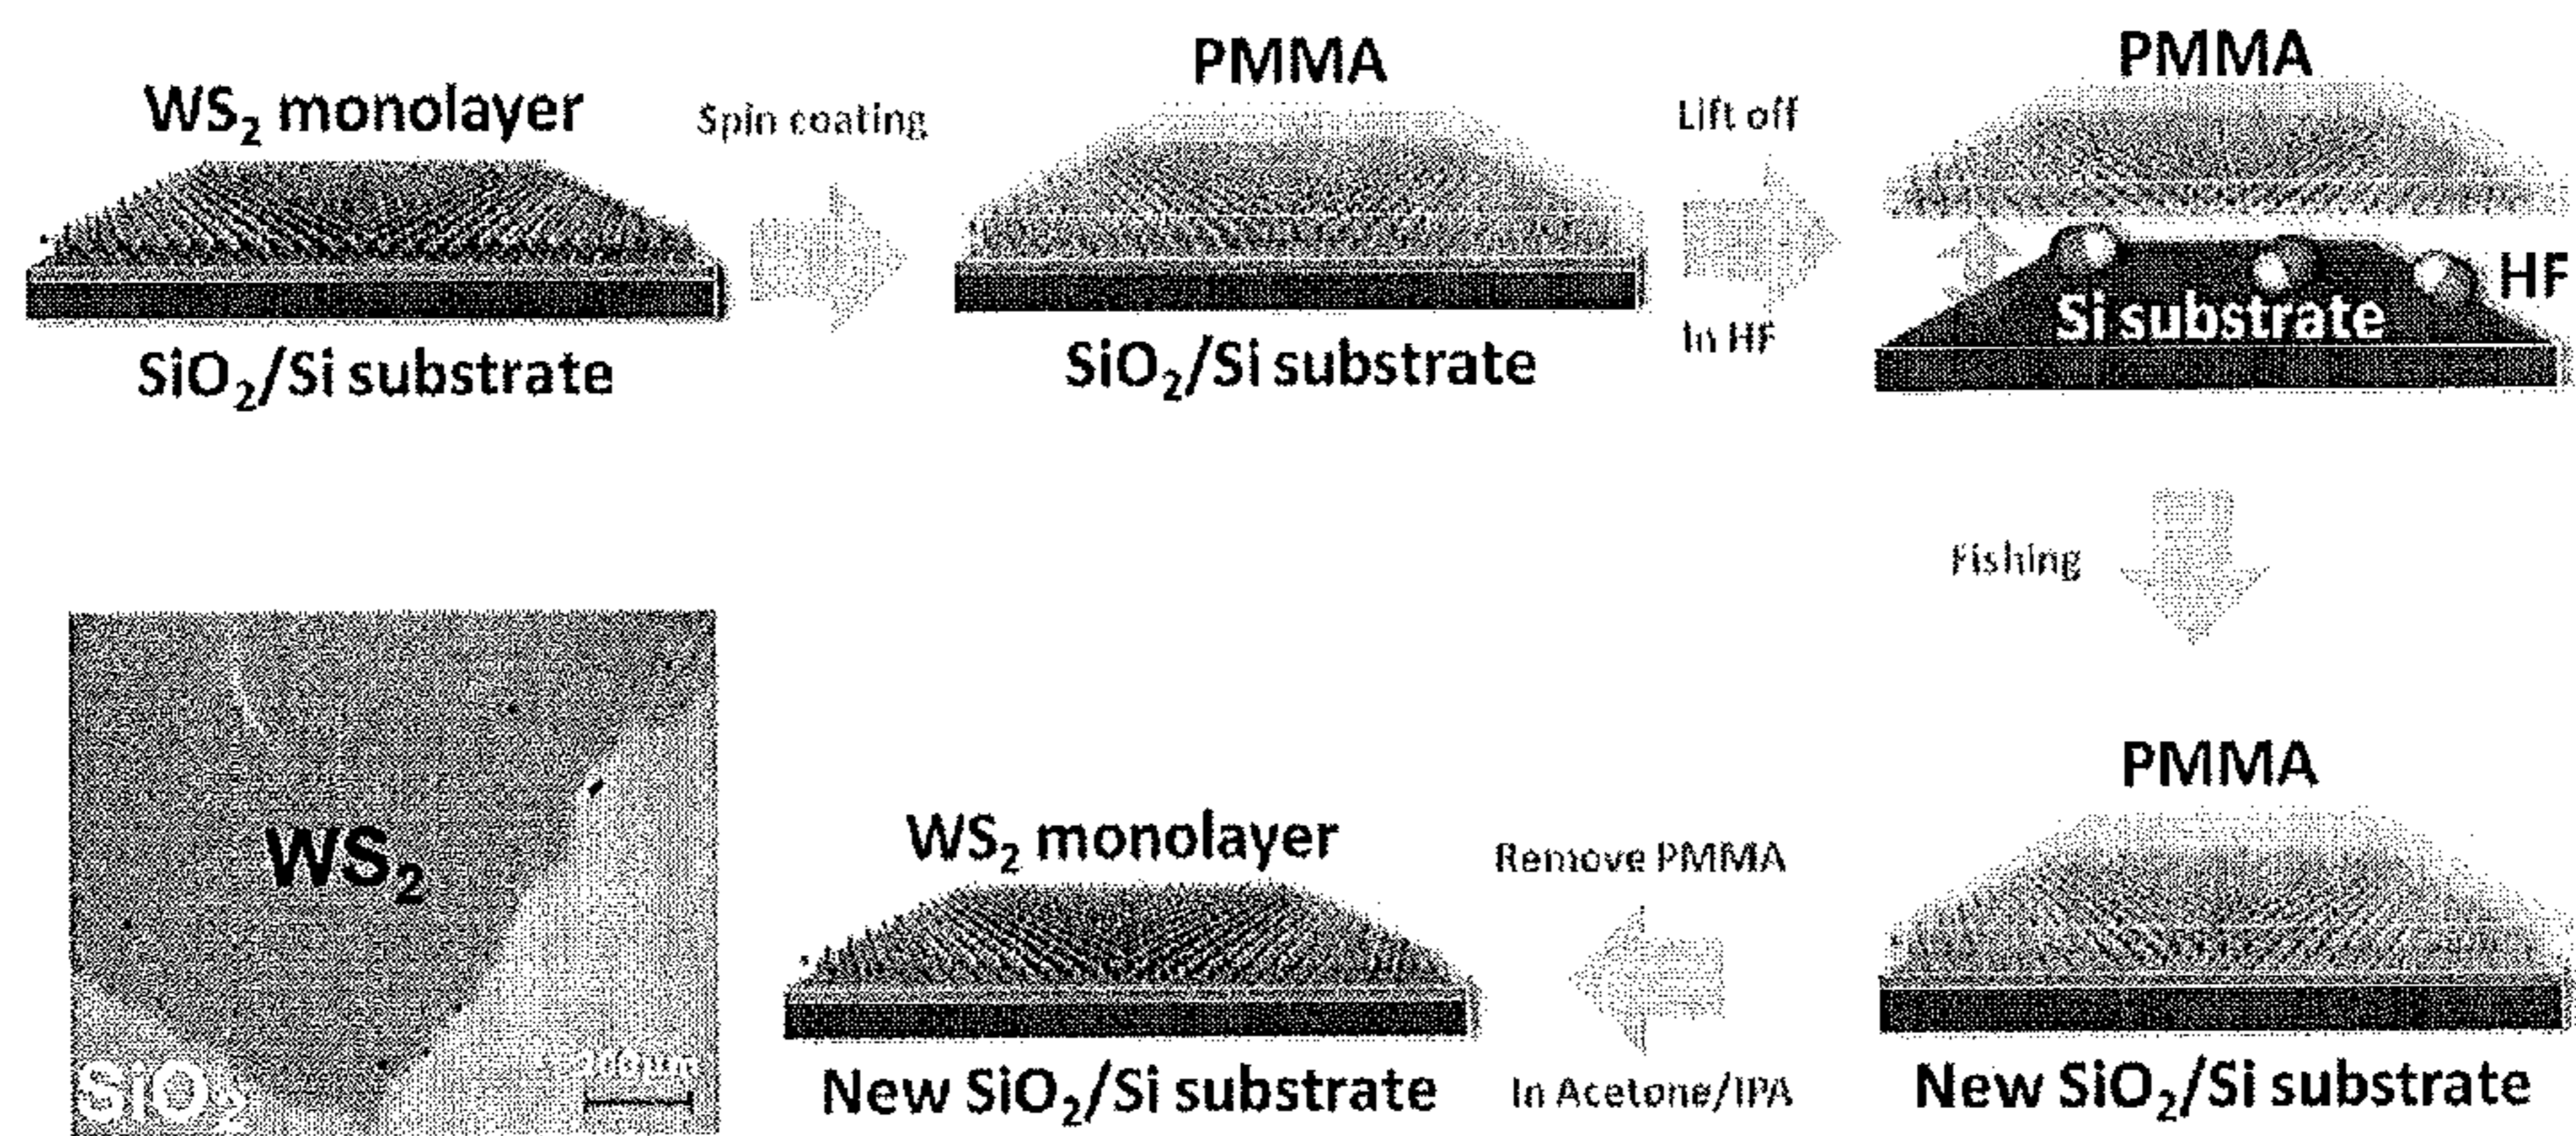 WS₂ monolayer
Spin coating
SiO₂/Si substrate
PMMA
SiO₂/Si substrate
Lift off
In HF
PMMA
HF
Si substrate
Fishing
PMMA
New SiO₂/Si substrate
Remove PMMA
In Acetone/IPA
WS₂ monolayer
New SiO₂/Si substrate
WS₂
SiO₂